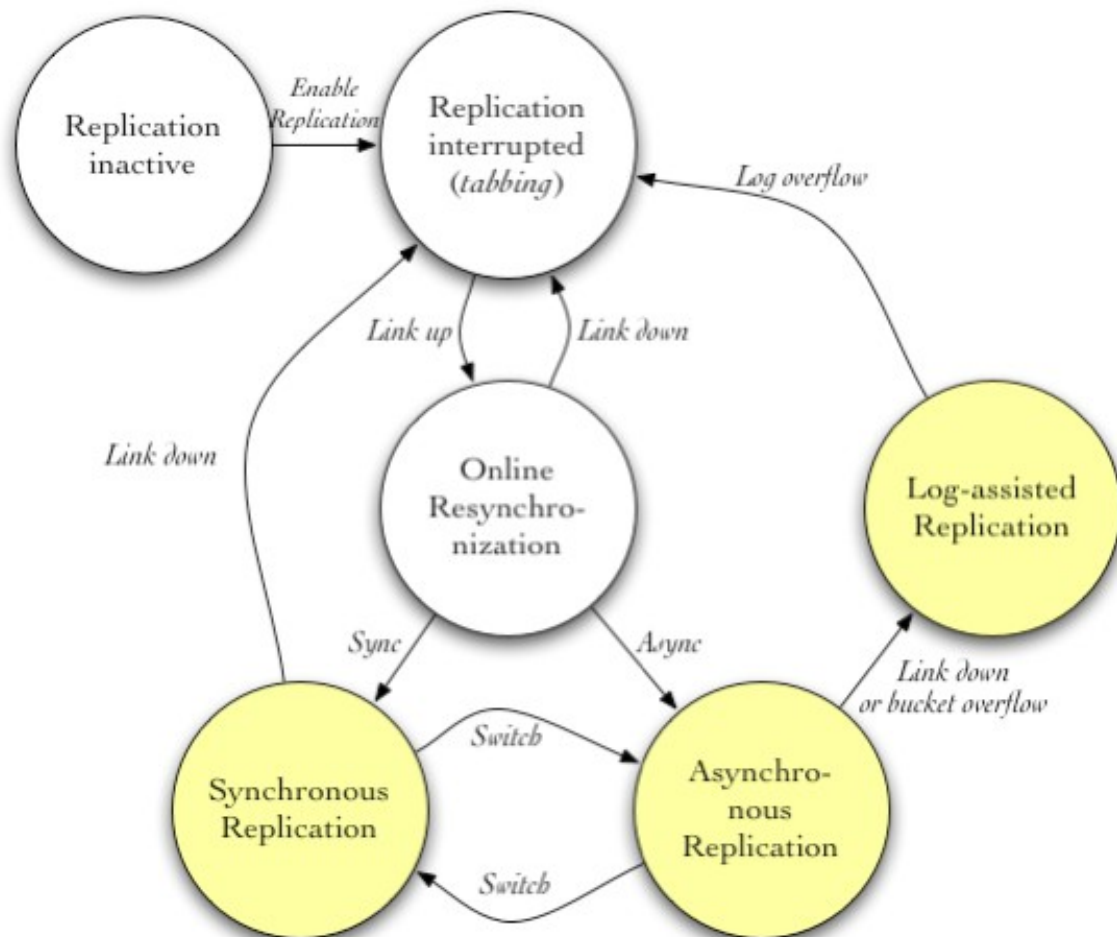 Replication
inactive
Enable
Replication
Replication
interrupted
(tabbing)
Log overflow
Link up
Link down
Link down
Online
Resynchro-
nization
Log-assisted
Replication
Sync
Async
Link down
or bucket overflow
Synchronous
Replication
Switch
Asynchro-
nous
Replication
Switch